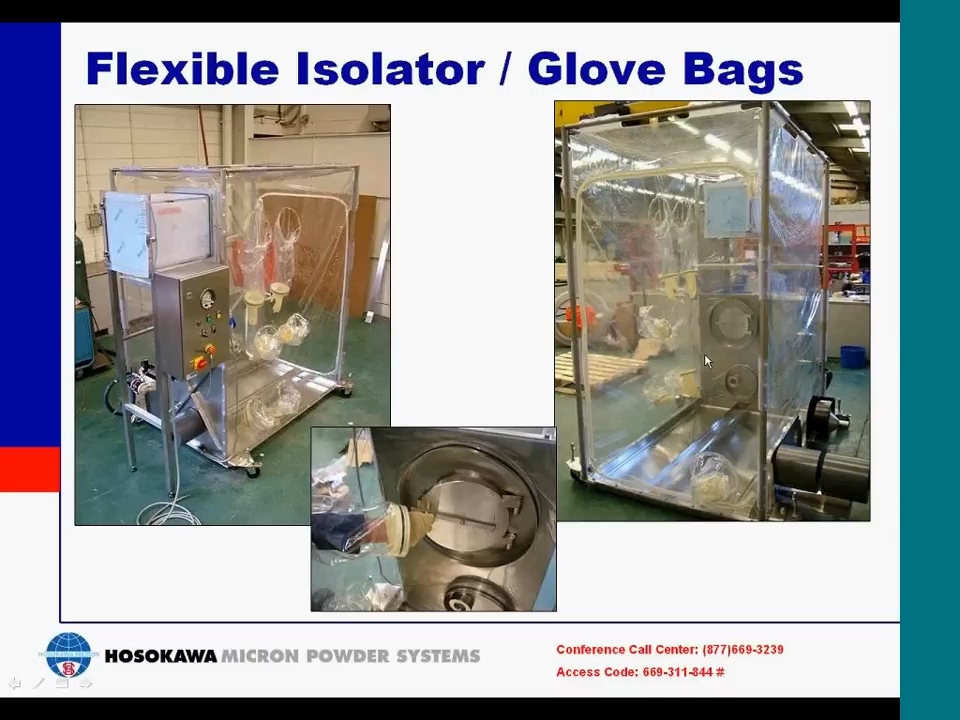 Flexible Isolator / Glove Bags
HOSOKAWA MICRON POWDER SYSTEMS
Conference Call Center: (877)669-3239
Access Code: 669-311-844 #